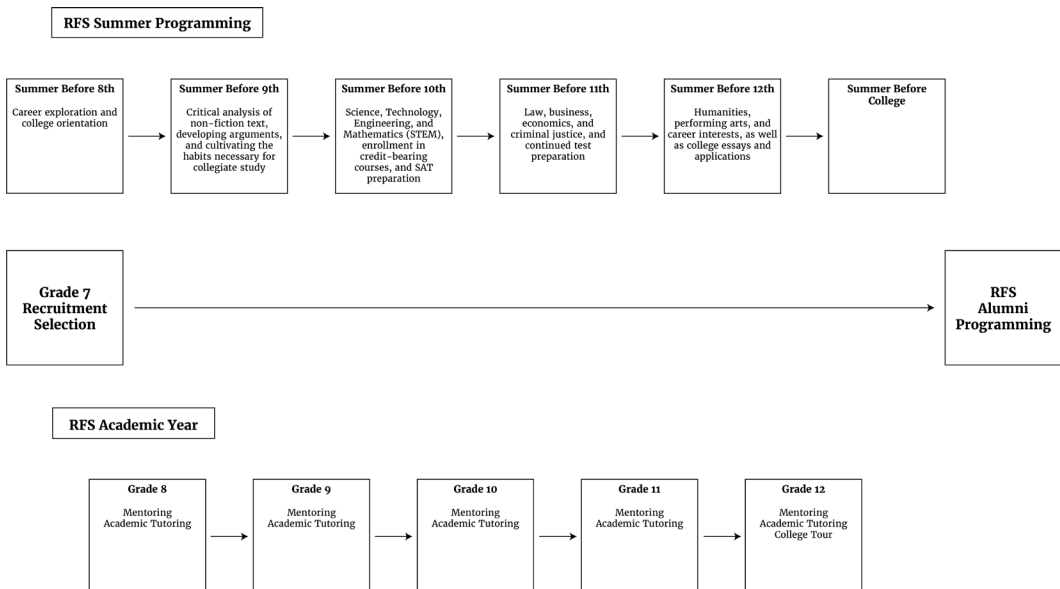 RFS Summer Programming
Summer Before 8th
Career exploration and
college orientation
Summer Before 9th
Critical analysis of
non-fiction text,
developing arguments,
and cultivating the
habits necessary for
collegiate study
Summer Before 10th
Science, Technology,
Engineering, and
Mathematics (STEM),
enrollment in
credit-bearing
courses, and SAT
preparation
Summer Before 11th
Law, business,
economics, and
criminal justice, and
continued test
preparation
Summer Before 12th
Humanities,
performing arts, and
career interests, as well
as college essays and
applications
Summer Before
College
Grade 7
Recruitment
Selection
RFS
Alumni
Programming
RFS Academic Year
Grade 8
Mentoring
Academic Tutoring
Grade 9
Mentoring
Academic Tutoring
Grade 10
Mentoring
Academic Tutoring
Grade 11
Mentoring
Academic Tutoring
Grade 12
Mentoring
Academic Tutoring
College Tour